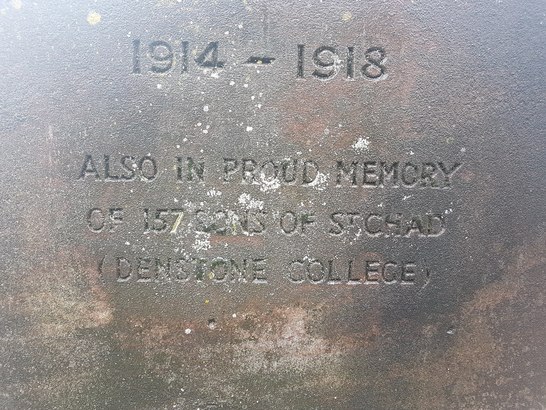 1914 - 1918
ALSO IN PROUD MEMORY
OF 157 SONS OF ST CHAD
(DENSTONE COLLEGE)